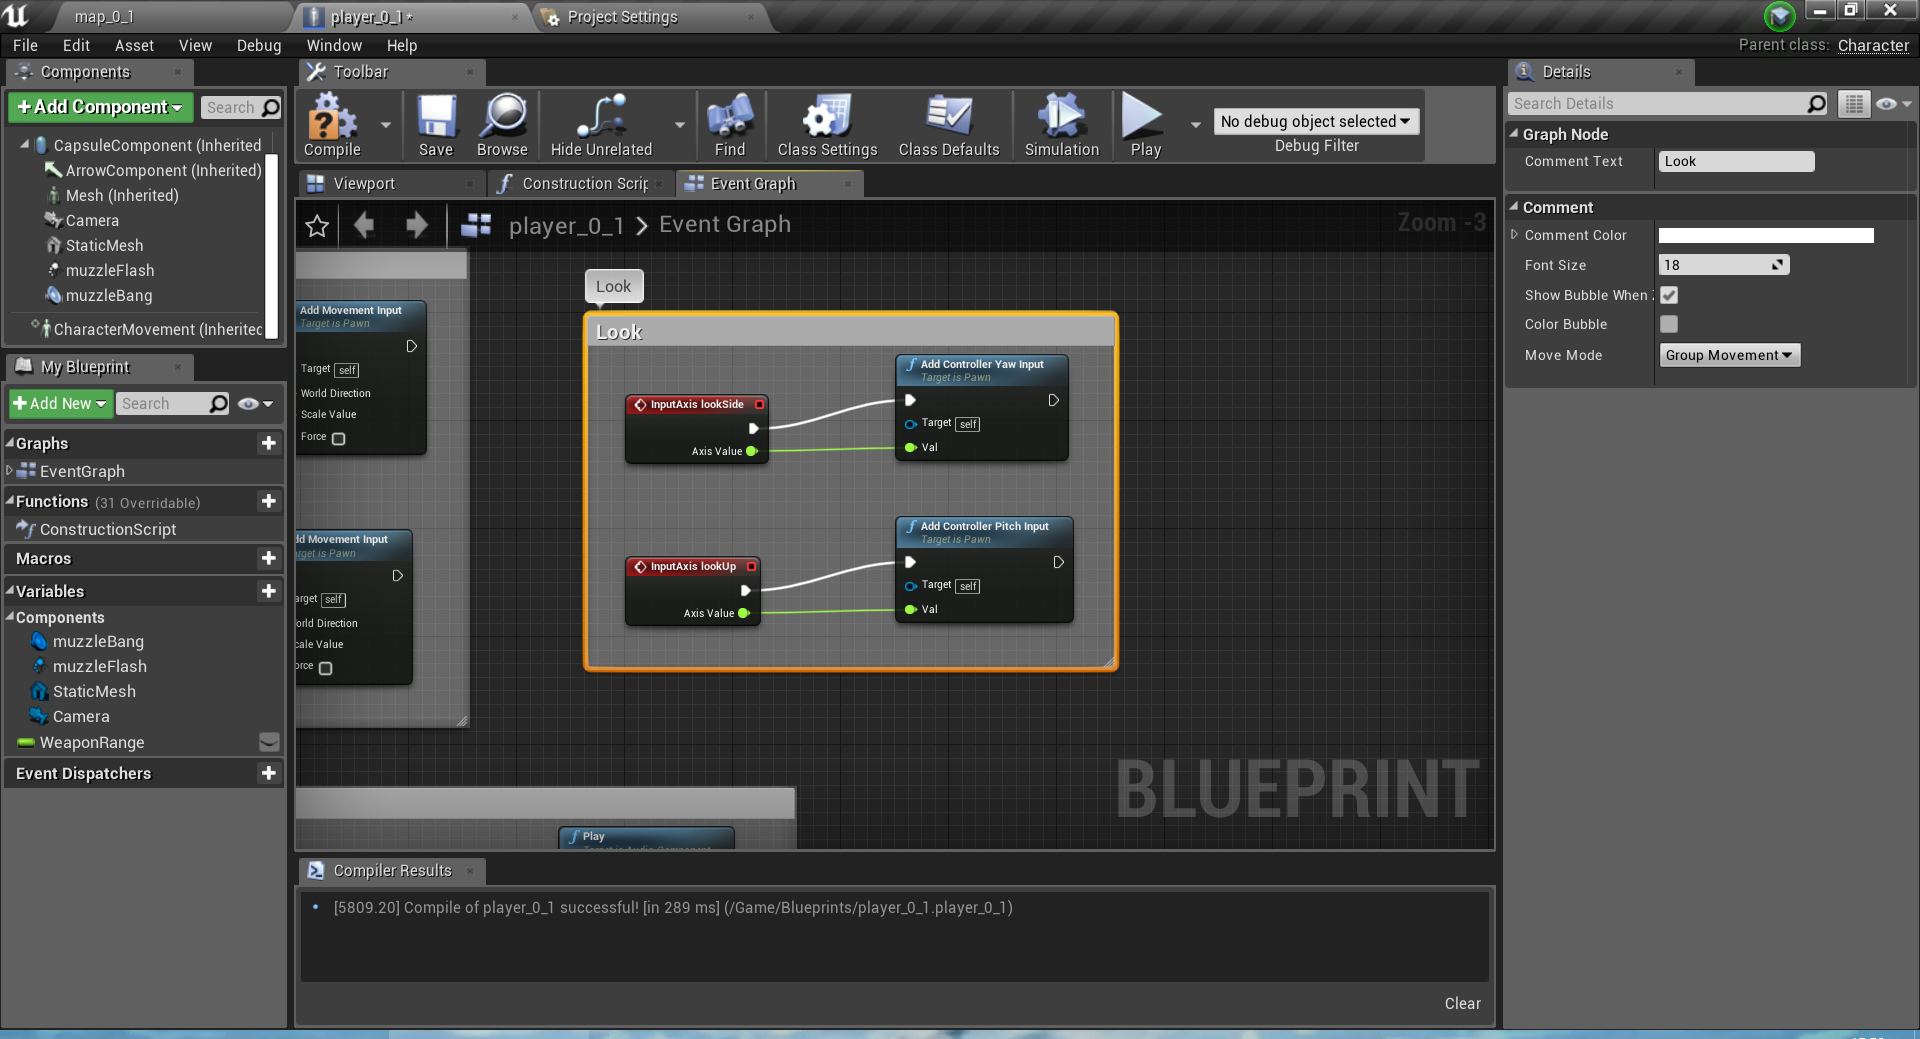 map_0_1
player_0_1*
Project Settings
File
Edit
Asset
View
Debug
Window
Help
Parent class: Character
Components
+Add Component
Search
CapsuleComponent (Inherited
ArrowComponent (Inherited)
Mesh (Inherited)
Camera
StaticMesh
muzzleFlash
muzzleBang
CharacterMovement (Inherited
My Blueprint
+Add New
Search
Graphs
EventGraph
Functions (31 Overridable)
ConstructionScript
Macros
Variables
Components
muzzleBang
muzzleFlash
StaticMesh
Camera
WeaponRange
Event Dispatchers
Toolbar
Compile
Save
Browse
Hide Unrelated
Find
Class Settings
Class Defaults
Simulation
Play
No debug object selected
Debug Filter
Viewport
Construction Scrip
Event Graph
player_0_1 > Event Graph
Zoom -3
Add Movement Input
Target is Pawn
Target self
World Direction
Scale Value
Force
dd Movement Input
arget is Pawn
arget self
orld Direction
cale Value
orce
Look
Look
InputAxis lookSide
Axis Value
f Add Controller Yaw Input
Target is Pawn
Target self
Val
InputAxis lookUp
Axis Value
f Add Controller Pitch Input
Target is Pawn
Target self
Val
f Play
Target is Audio Component
BLUEPRINT
Compiler Results
[5809.20] Compile of player_0_1 successful! [in 289 ms] (/Game/Blueprints/player_0_1.player_0_1)
Clear
Details
Search Details
Graph Node
Comment Text
Look
Comment
Comment Color
Font Size
18
Show Bubble When
Color Bubble
Move Mode
Group Movement